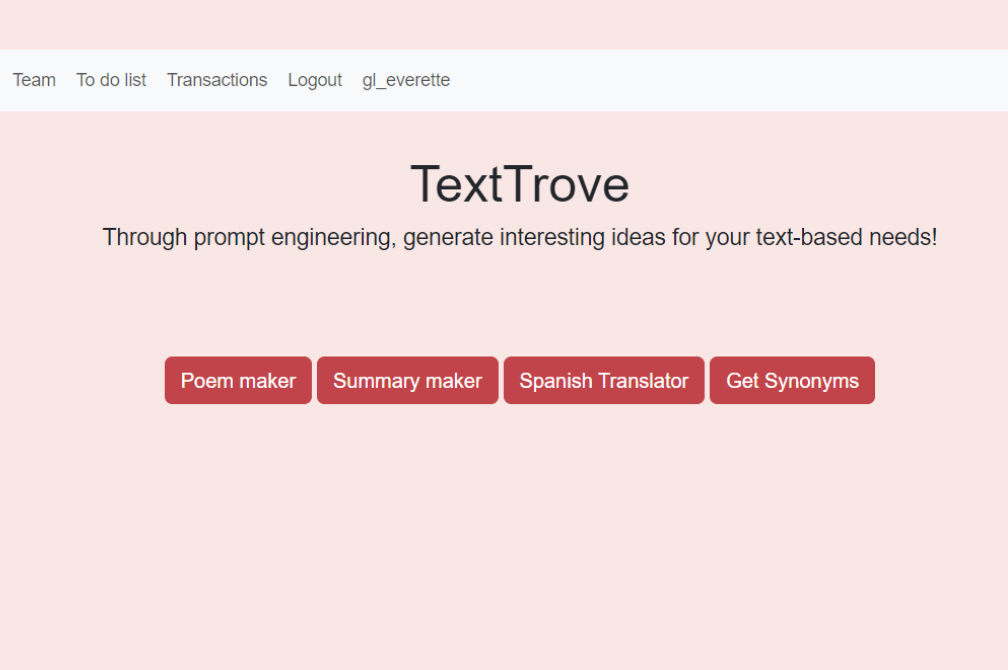 Team To do list Transactions Logout gl_everette
TextTrove
Through prompt engineering, generate interesting ideas for your text-based needs!
Poem maker Summary maker Spanish Translator Get Synonyms